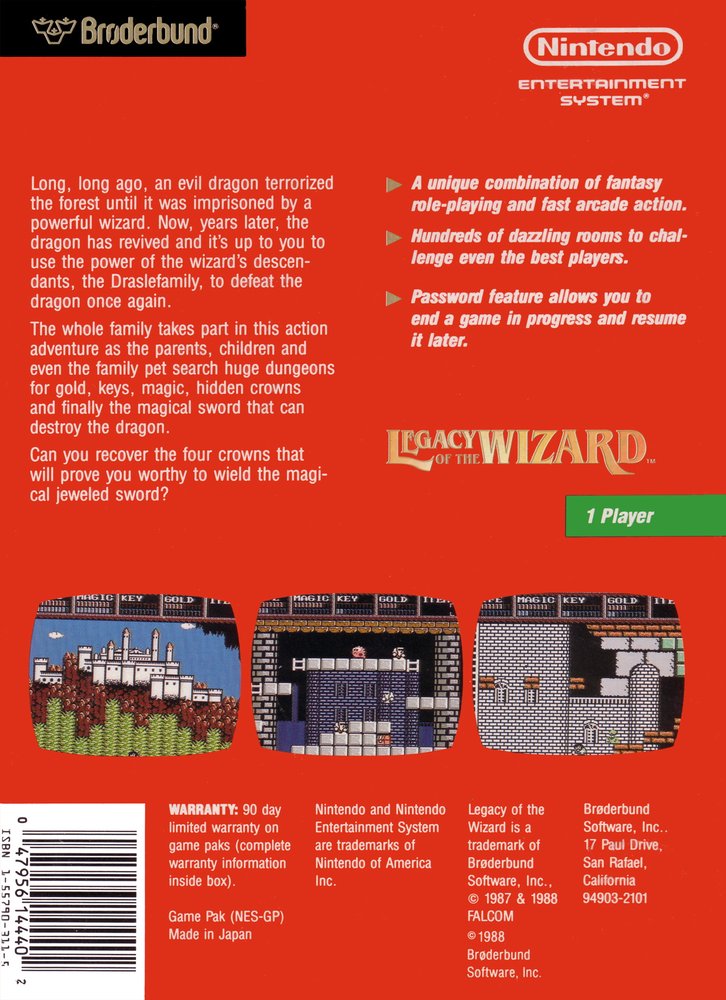 Brøderbund®
Nintendo
ENTERTAINMENT
SYSTEM®
Long, long ago, an evil dragon terrorized
the forest until it was imprisoned by a
powerful wizard. Now, years later, the
dragon has revived and it's up to you to
use the power of the wizard's descen-
dants, the Draslefamily, to defeat the
dragon once again.
The whole family takes part in this action
adventure as the parents, children and
even the family pet search huge dungeons
for gold, keys, magic, hidden crowns
and finally the magical sword that can
destroy the dragon.
Can you recover the four crowns that
will prove you worthy to wield the magi-
cal jeweled sword?
A unique combination of fantasy
role-playing and fast arcade action.
Hundreds of dazzling rooms to chal-
lenge even the best players.
Password feature allows you to
end a game in progress and resume
it later.
LEGACY OF THE WIZARD™
1 Player
MAGIC KEY GOLD ITE
MAGIC KEY GOLD ITE
MAGIC KEY GOLD ITEM
WARRANTY: 90 day
limited warranty on
game paks (complete
warranty information
inside box).
Game Pak (NES-GP)
Made in Japan
Nintendo and Nintendo
Entertainment System
are trademarks of
Nintendo of America
Inc.
Legacy of the
Wizard is a
trademark of
Brøderbund
Software, Inc.,
© 1987 & 1988
FALCOM
©1988
Brøderbund
Software, Inc.
Brøderbund
Software, Inc..
17 Paul Drive,
San Rafael,
California
94903-2101
0 47956 14440 2
ISBN 1-55790-311-5